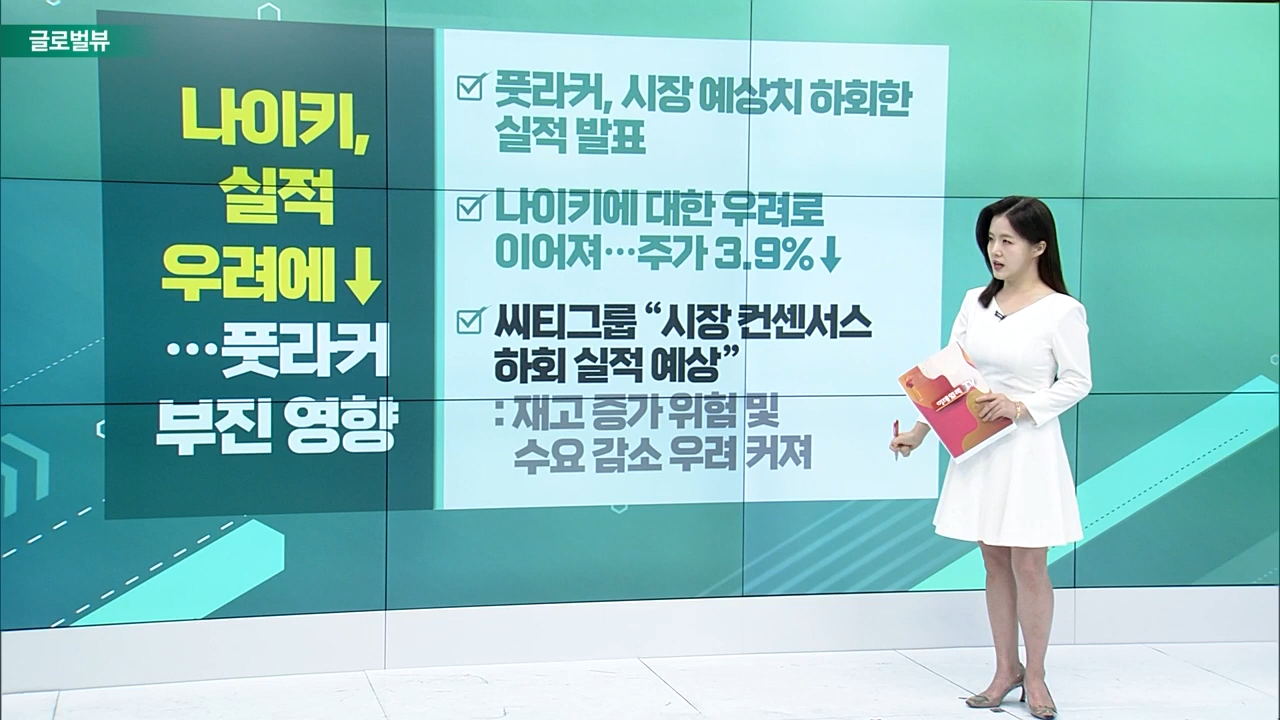 글로벌뷰
나이키,
실적
우려에↓
…풋라커
부진 영향
풋라커, 시장 예상치 하회한
실적 발표
나이키에 대한 우려로
이어져…주가 3.9%↓
씨티그룹 “시장 컨센서스
하회 실적 예상”
: 재고 증가 위험 및
수요 감소 우려 커져